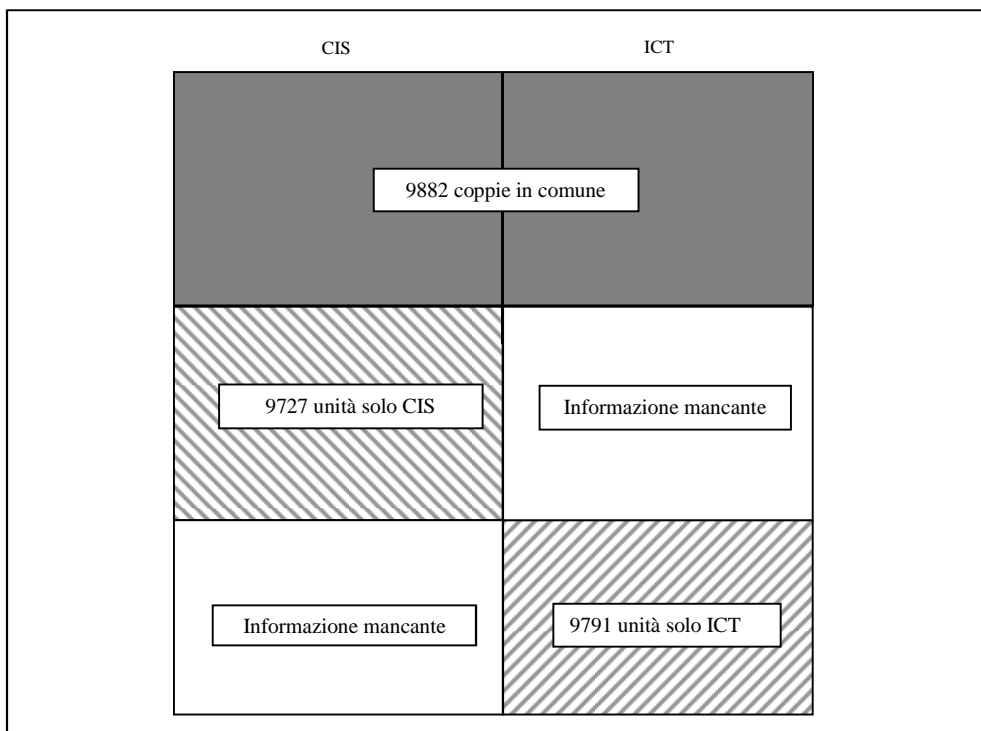 CIS
ICT
9882 coppie in comune
9727 unità solo CIS
Informazione mancante
Informazione mancante
9791 unità solo ICT